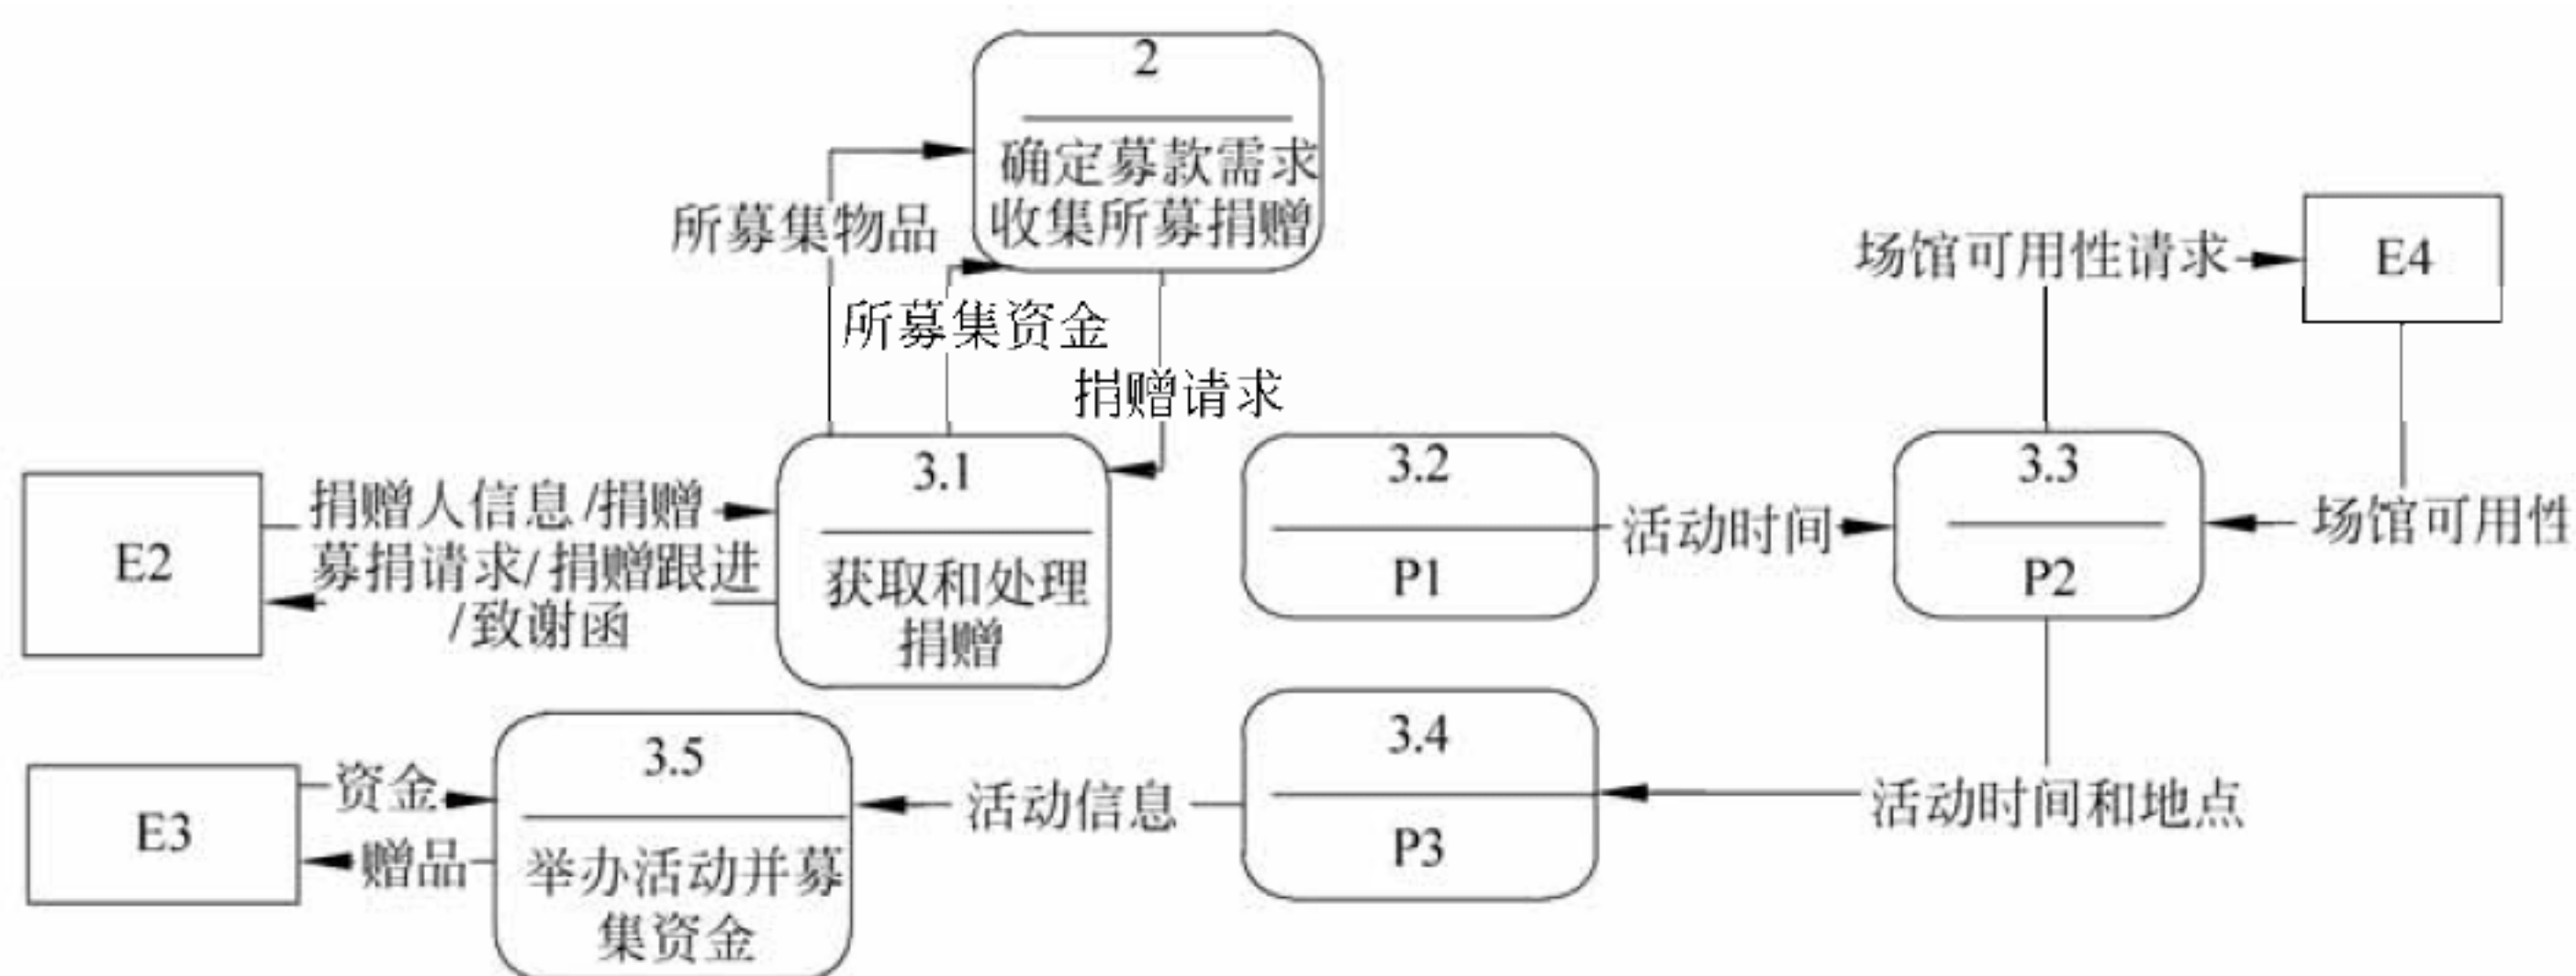 2
确定募款需求
收集所募捐赠
所募集物品
所募集资金
捐赠请求
场馆可用性请求
E4
E2
捐赠人信息/捐赠
募捐请求/捐赠跟进
/致谢函
3.1
获取和处理
捐赠
3.2
P1
活动时间
3.3
P2
场馆可用性
E3
资金
赠品
3.5
举办活动并募
集资金
活动信息
3.4
P3
活动时间和地点